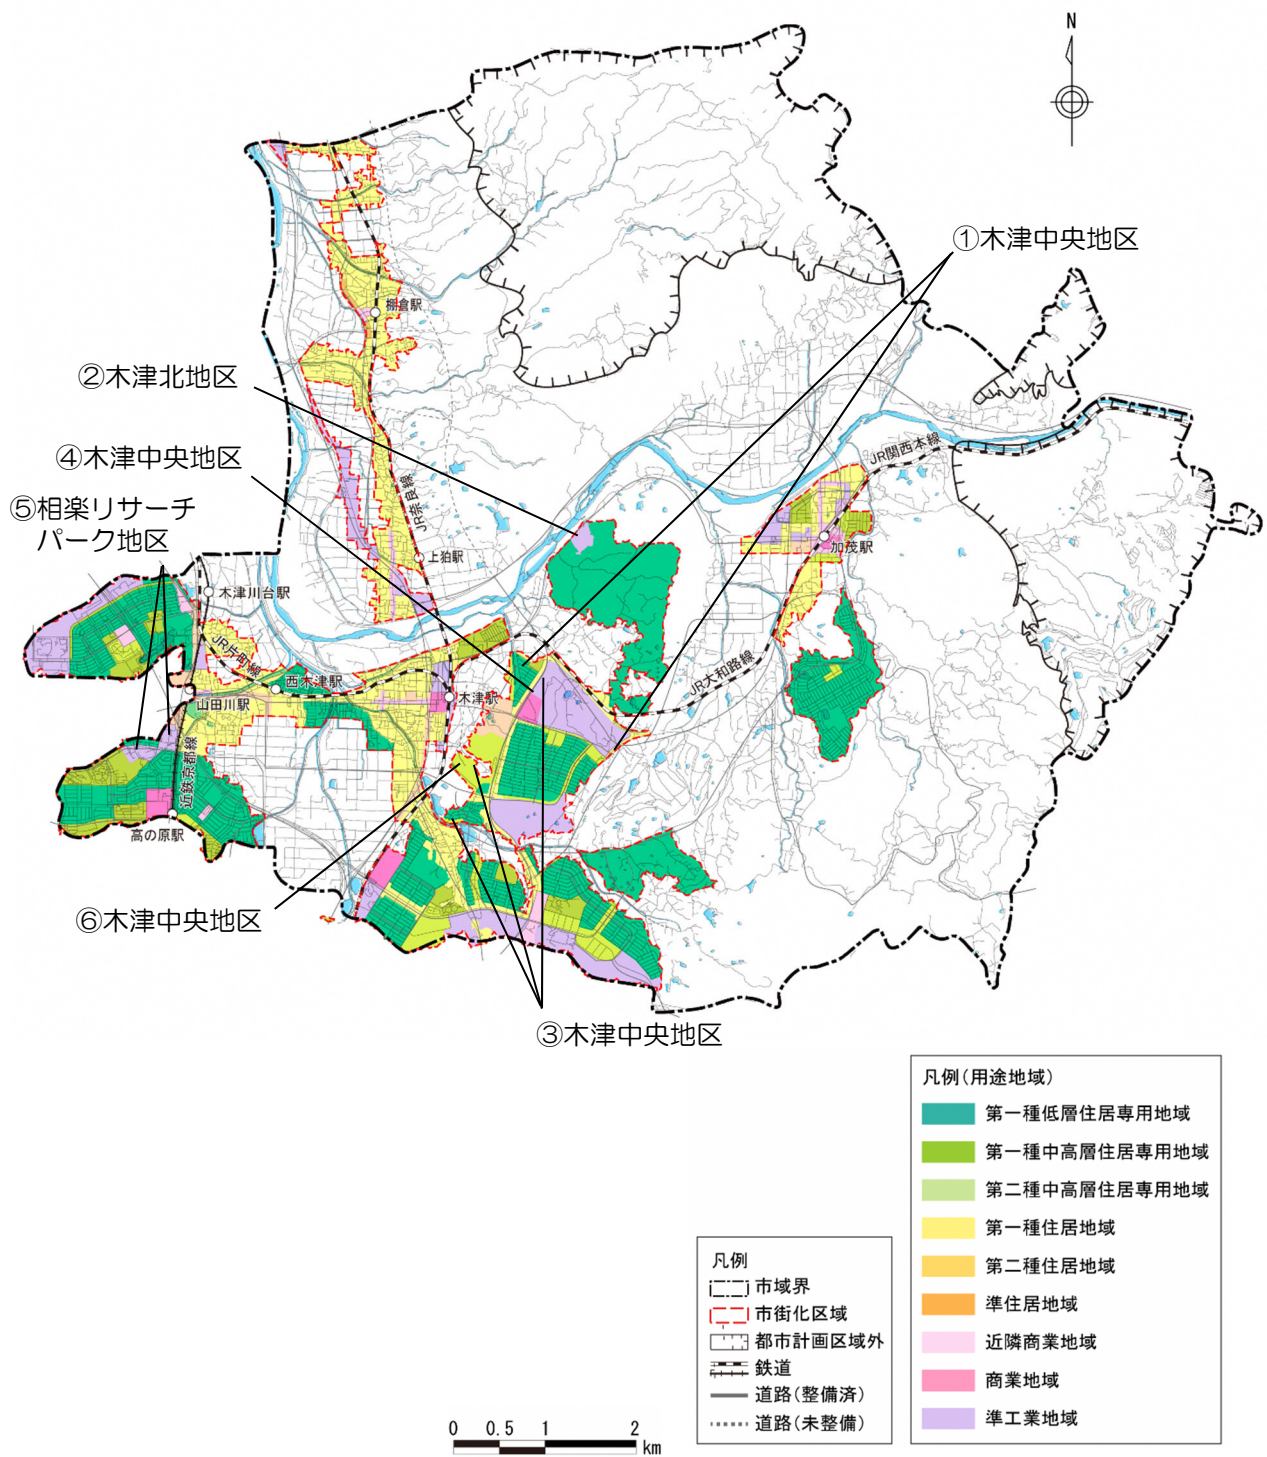 N
①木津中央地区
棚倉駅
②木津北地区
④木津中央地区
JR奈良線
JR関西本線
⑤相楽リサーチ
パーク地区
上狛駅
加茂駅
木津川台駅
JR片町線
西木津駅
木津駅
JR大和路線
山田川駅
近鉄京都線
高の原駅
⑥木津中央地区
③木津中央地区
凡例(用途地域)
第一種低層住居専用地域
第一種中高層住居専用地域
第二種中高層住居専用地域
第一種住居地域
第二種住居地域
準住居地域
近隣商業地域
商業地域
準工業地域
凡例
市域界
市街化区域
都市計画区域外
鉄道
道路(整備済)
道路(未整備)
0 0.5 1 2
km